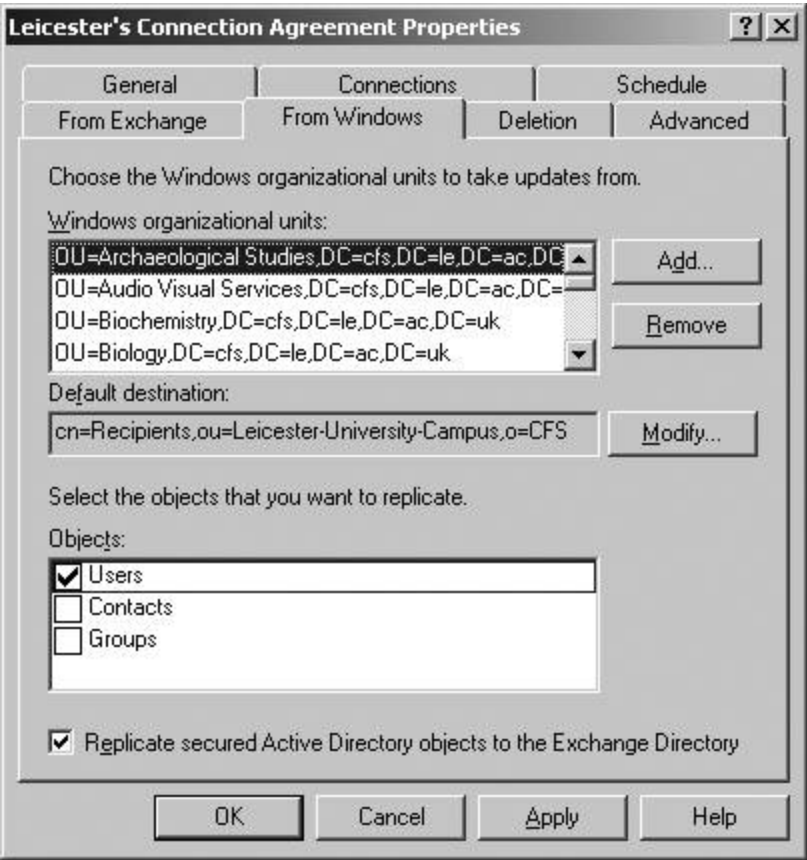 Leicester's Connection Agreement Properties
General Connections Schedule
From Exchange From Windows Deletion Advanced
Choose the Windows organizational units to take updates from.
Windows organizational units:
OU=Archaeological Studies,DC=cfs,DC=le,DC=ac,DC
OU=Audio Visual Services,DC=cfs,DC=le,DC=ac,DC=
OU=Biochemistry,DC=cfs,DC=le,DC=ac,DC=uk
OU=Biology,DC=cfs,DC=le,DC=ac,DC=uk
Add...
Remove
Default destination:
cn=Recipients,ou=Leicester-University-Campus,o=CFS
Modify...
Select the objects that you want to replicate.
Objects:
Users
Contacts
Groups
Replicate secured Active Directory objects to the Exchange Directory
OK Cancel Apply Help